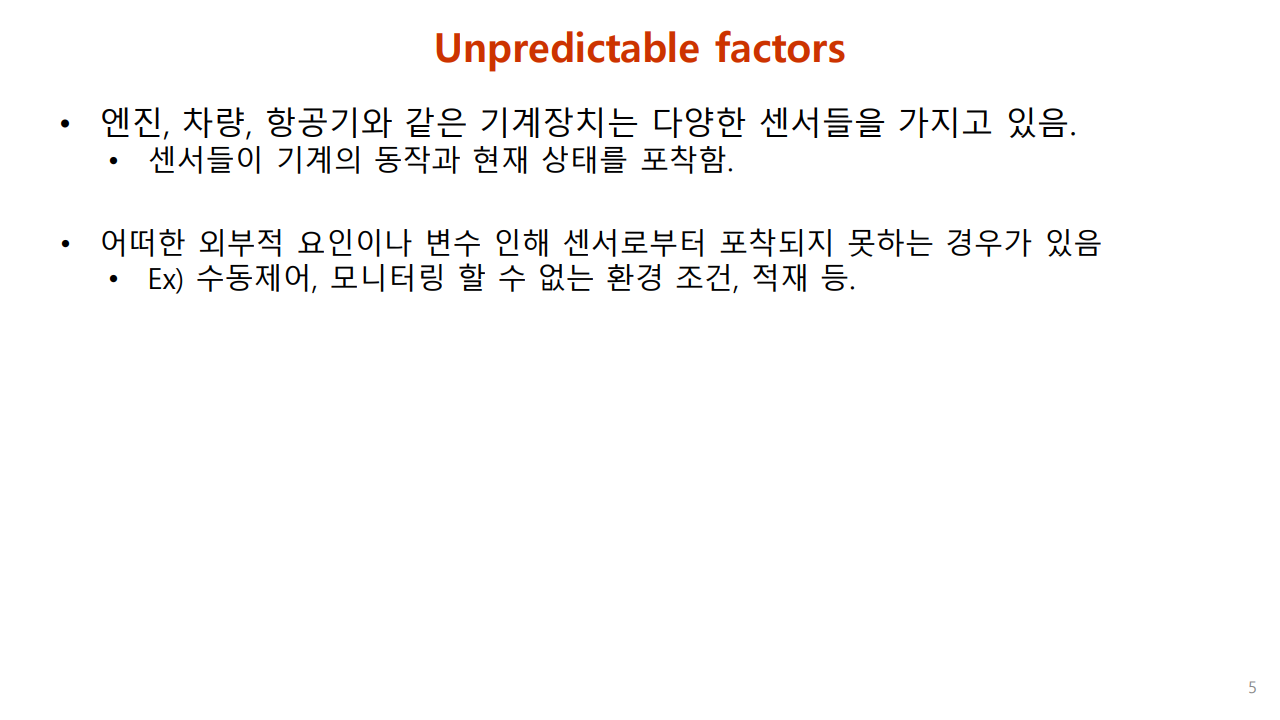 Unpredictable factors
• 엔진, 차량, 항공기와 같은 기계장치는 다양한 센서들을 가지고 있음.
• 센서들이 기계의 동작과 현재 상태를 포착함.
• 어떠한 외부적 요인이나 변수 인해 센서로부터 포착되지 못하는 경우가 있음
• Ex) 수동제어, 모니터링 할 수 없는 환경 조건, 적재 등.
5